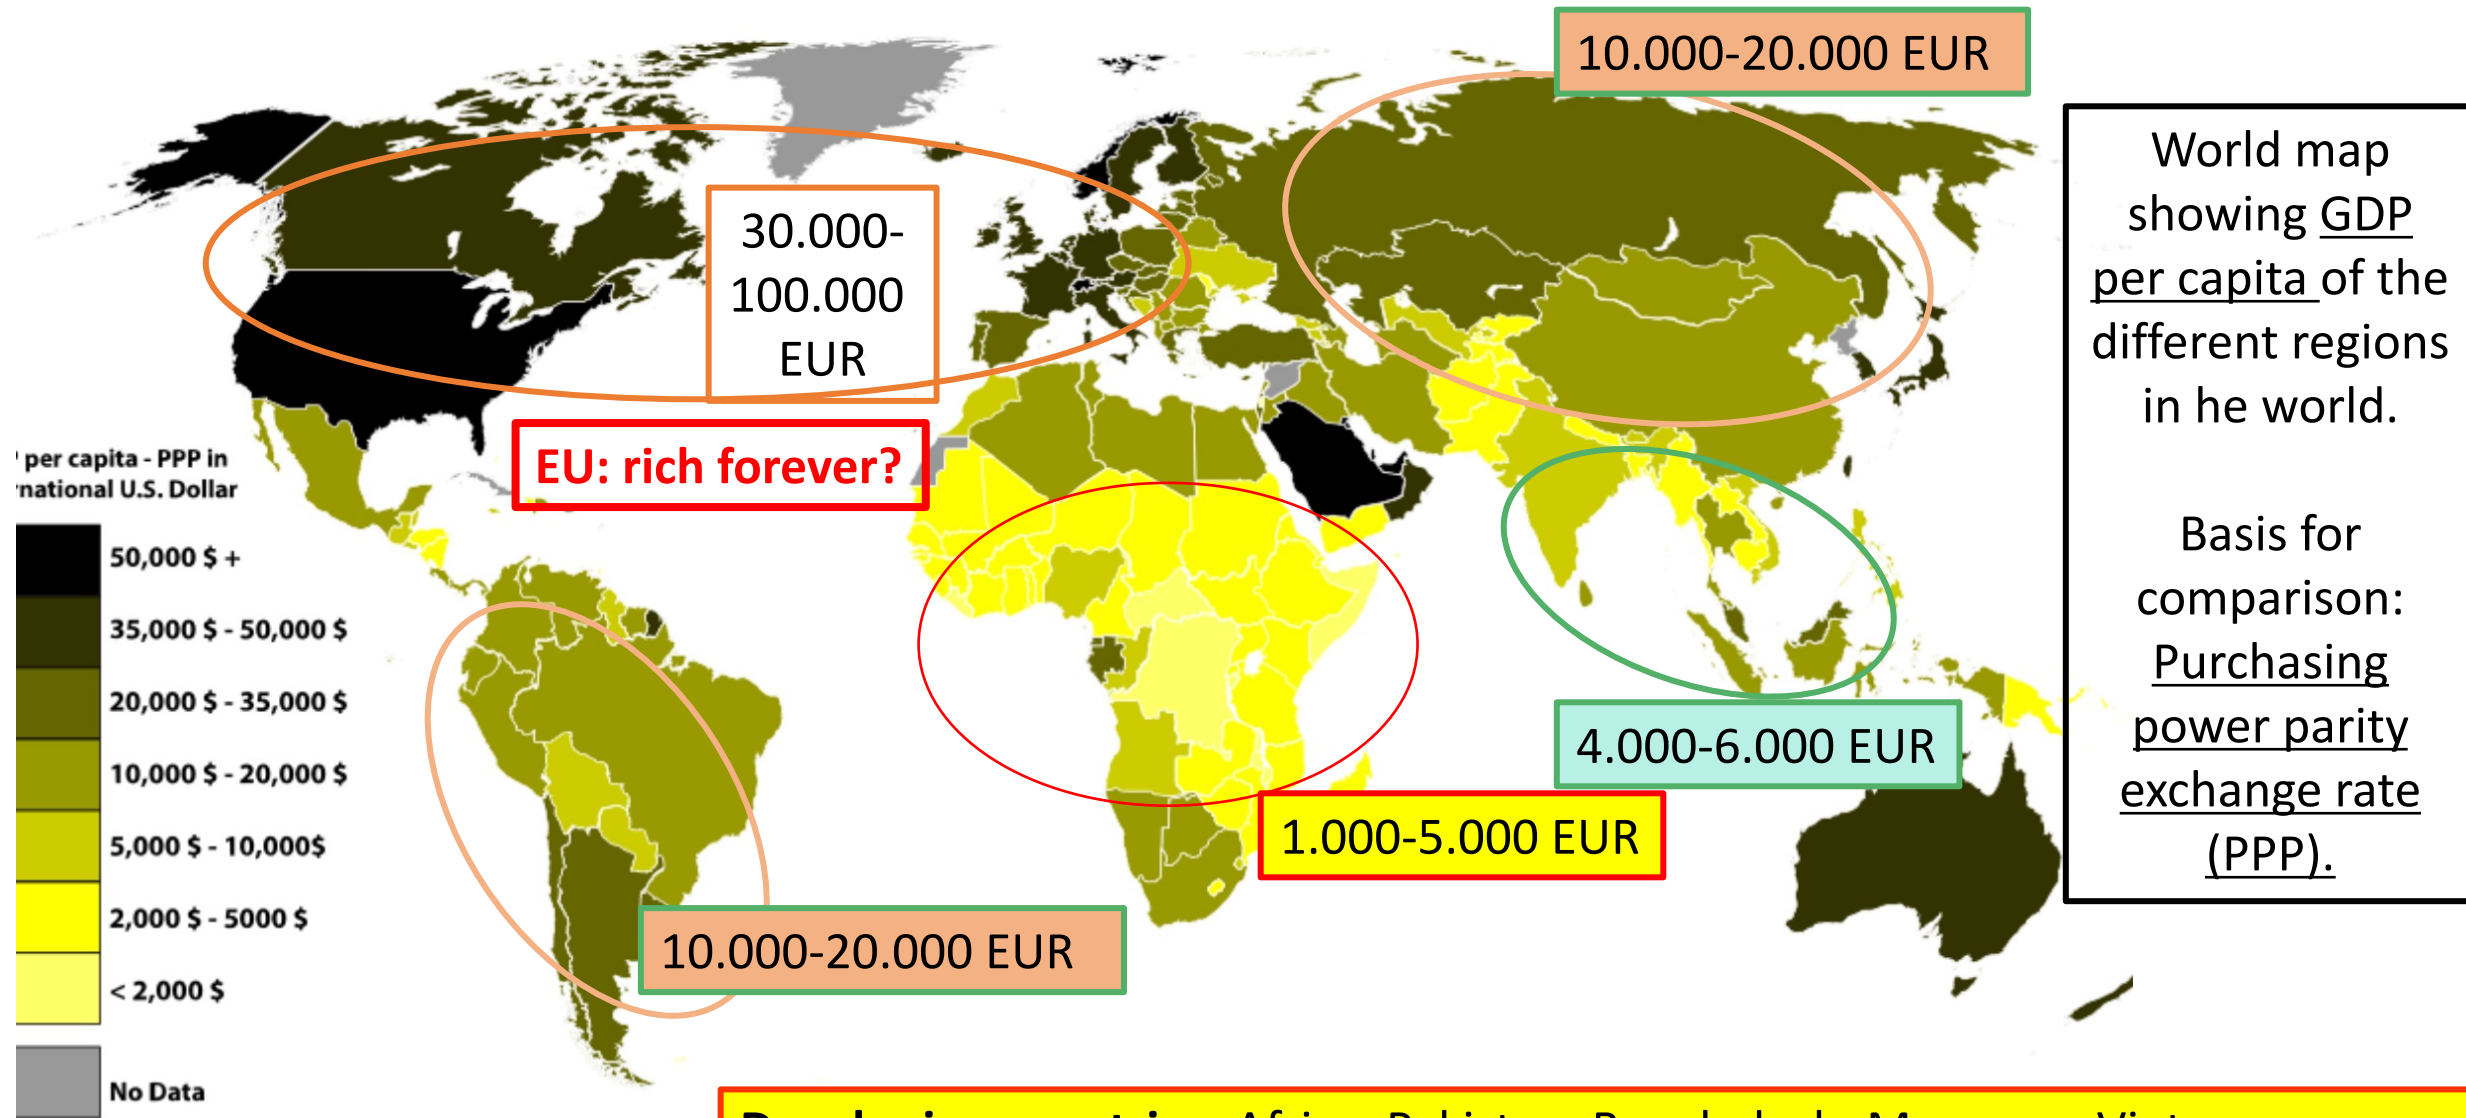 10.000-20.000 EUR
World map
showing GDP
per capita of the
different regions
in he world.
Basis for
comparison:
Purchasing
power parity
exchange rate
(PPP).
30.000-
100.000
EUR
EU: rich forever?
per capita - PPP in
national U.S. Dollar
50,000 $ +
35,000 $ - 50,000 $
20,000 $ - 35,000 $
10,000 $ - 20,000 $
5,000 $ - 10,000$
2,000 $ - 5000 $
< 2,000 $
No Data
4.000-6.000 EUR
1.000-5.000 EUR
10.000-20.000 EUR